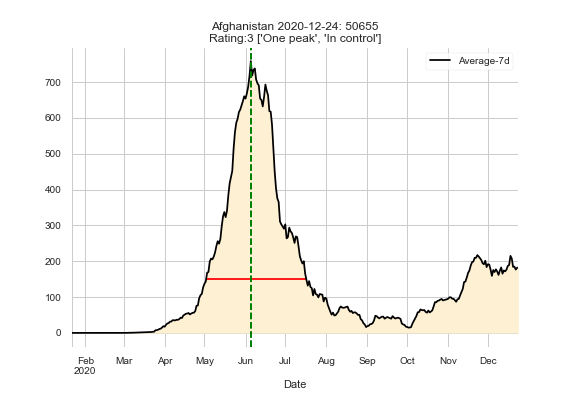 Afghanistan 2020-12-24: 50655
Rating:3 ['One peak', 'In control']
Average-7d
700
600
500
400
300
200
100
0
Feb Mar Apr May Jun Jul Aug Sep Oct Nov Dec
2020
Date